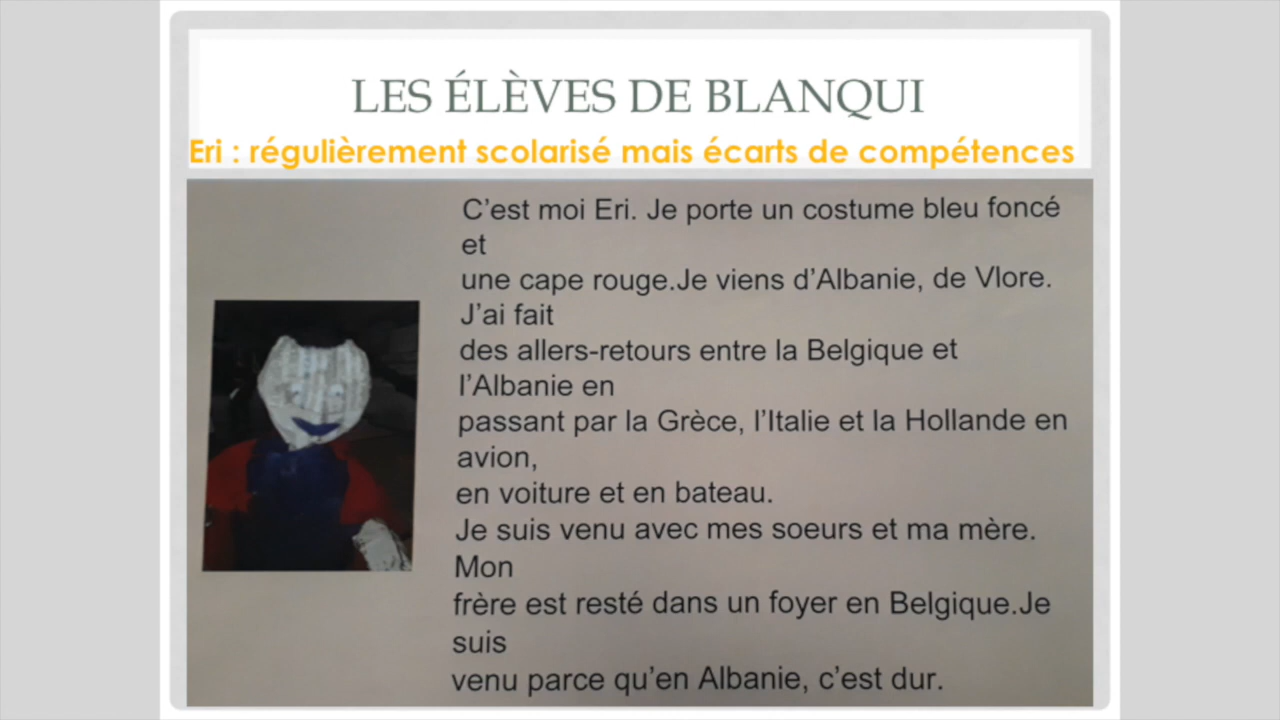 LES ÉLÈVES DE BLANQUI
Eri : régulièrement scolarisé mais écarts de compétences
C'est moi Eri. Je porte un costume bleu foncé
et
une cape rouge.Je viens d'Albanie, de Vlore.
J'ai fait
des allers-retours entre la Belgique et
l'Albanie en
passant par la Grèce, l'Italie et la Hollande en
avion,
en voiture et en bateau.
Je suis venu avec mes soeurs et ma mère.
Mon
frère est resté dans un foyer en Belgique.Je
suis
venu parce qu'en Albanie, c'est dur.